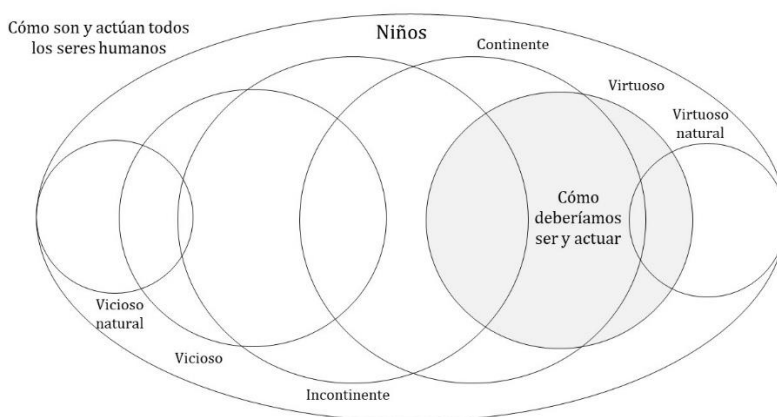 Cómo son y actúan todos
los seres humanos
Niños
Continente
Virtuoso
Virtuoso
natural
Cómo
deberíamos
ser y actuar
Vicioso
natural
Vicioso
Incontinente